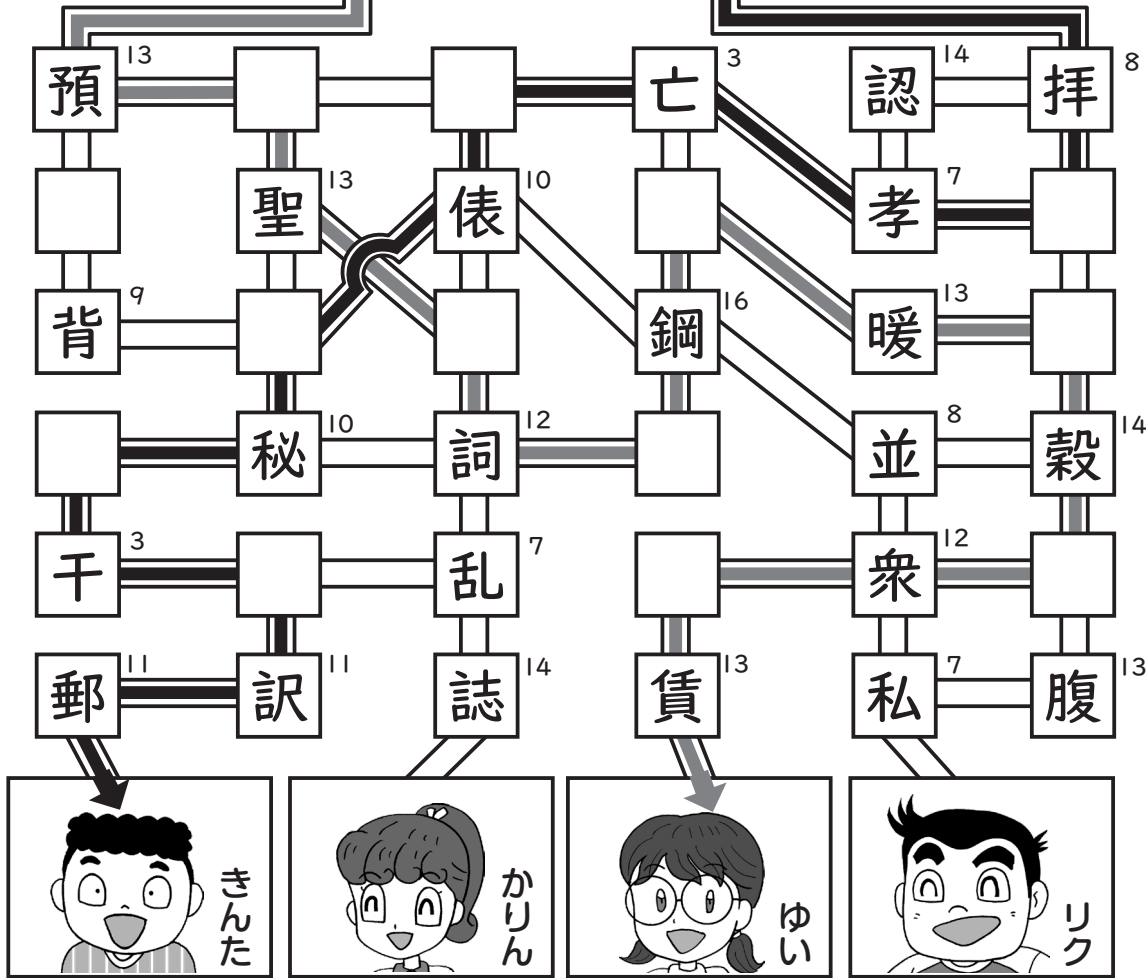 預 13 亡 3 認 14 拝 8
聖 13 俵 10 孝 7
背 9 鋼 16 暖 13
秘 10 詞 12 並 8 穀 14
干 3 乱 7 衆 12
郵 11 訳 11 誌 14 賃 13 私 7 腹 13
きんた
かりん
ゆい
リク